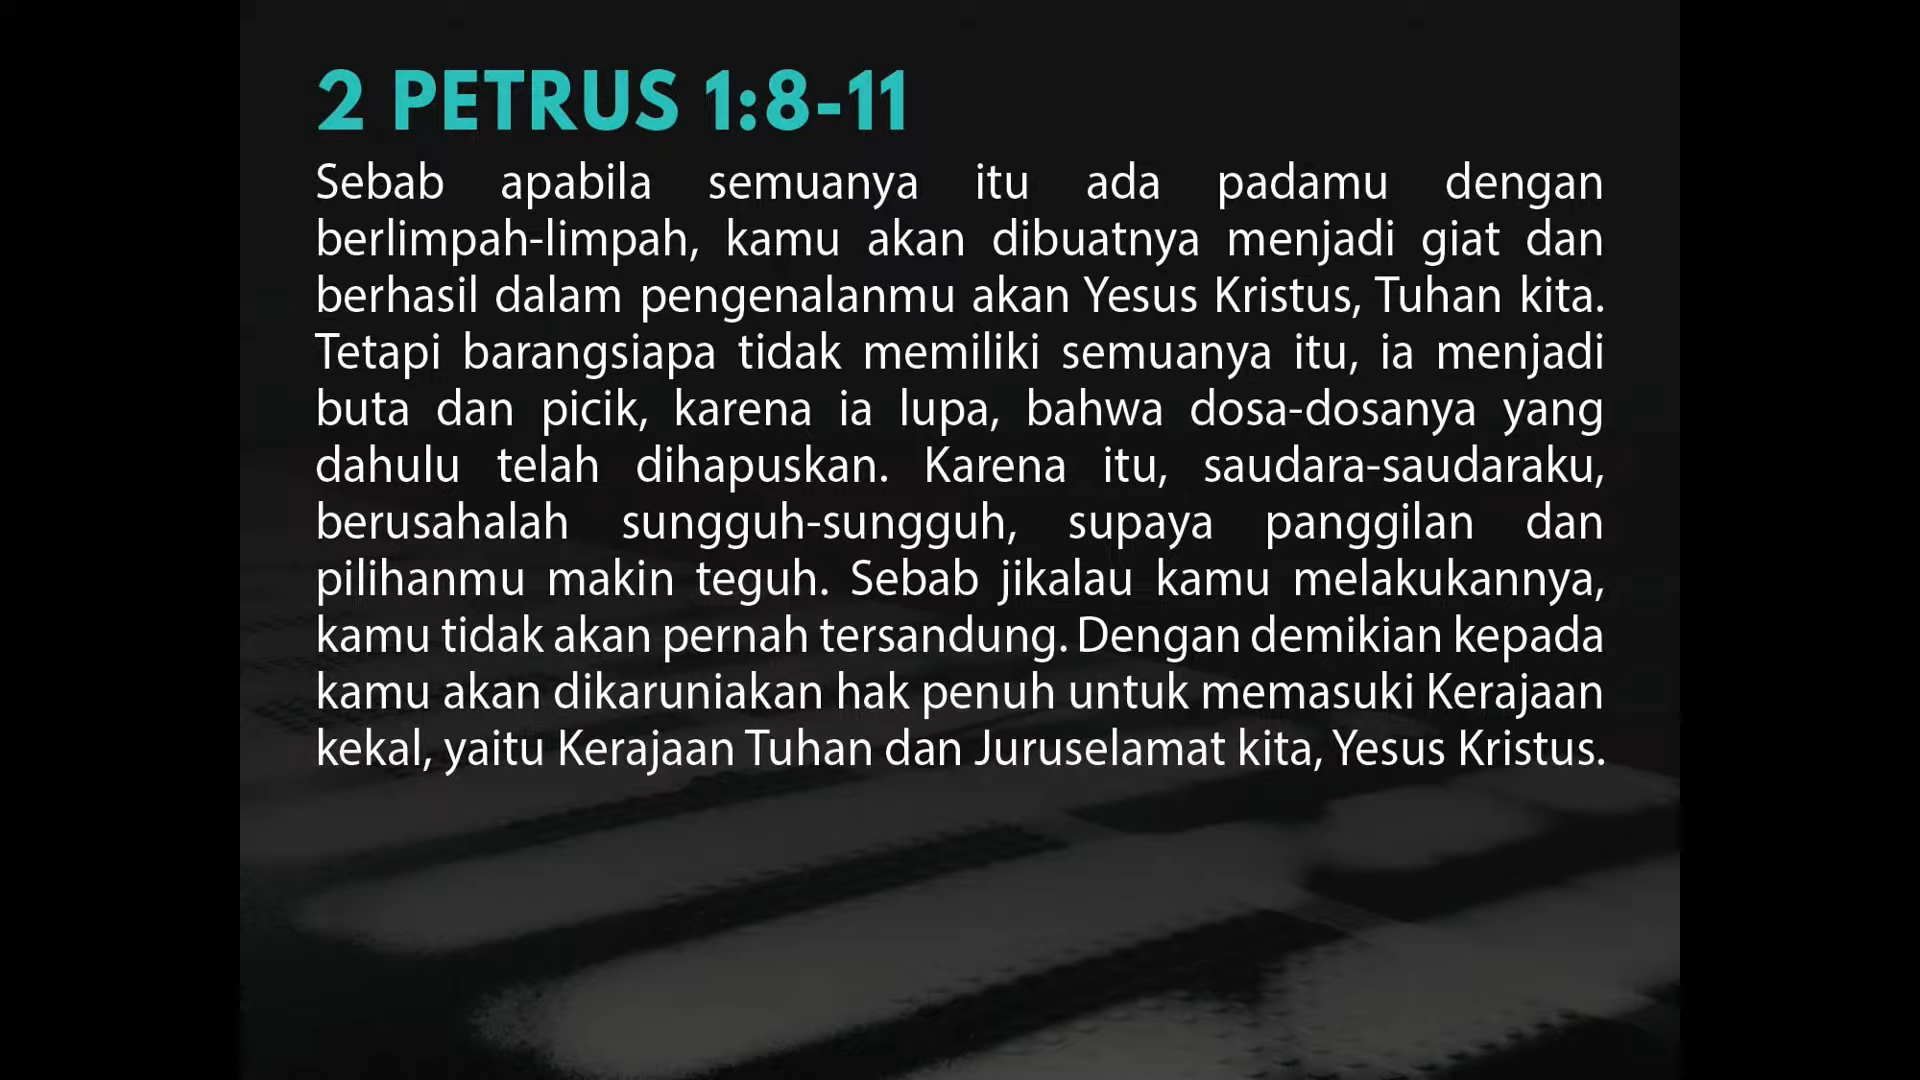 2 PETRUS 1:8-11
Sebab apabila semuanya itu ada padamu dengan
berlimpah-limpah, kamu akan dibuatnya menjadi giat dan
berhasil dalam pengenalanmu akan Yesus Kristus, Tuhan kita.
Tetapi barangsiapa tidak memiliki semuanya itu, ia menjadi
buta dan picik, karena ia lupa, bahwa dosa-dosanya yang
dahulu telah dihapuskan. Karena itu, saudara-saudaraku,
berusahalah sungguh-sungguh, supaya panggilan dan
pilihanmu makin teguh. Sebab jikalau kamu melakukannya,
kamu tidak akan pernah tersandung. Dengan demikian kepada
kamu akan dikaruniakan hak penuh untuk memasuki Kerajaan
kekal, yaitu Kerajaan Tuhan dan Juruselamat kita, Yesus Kristus.